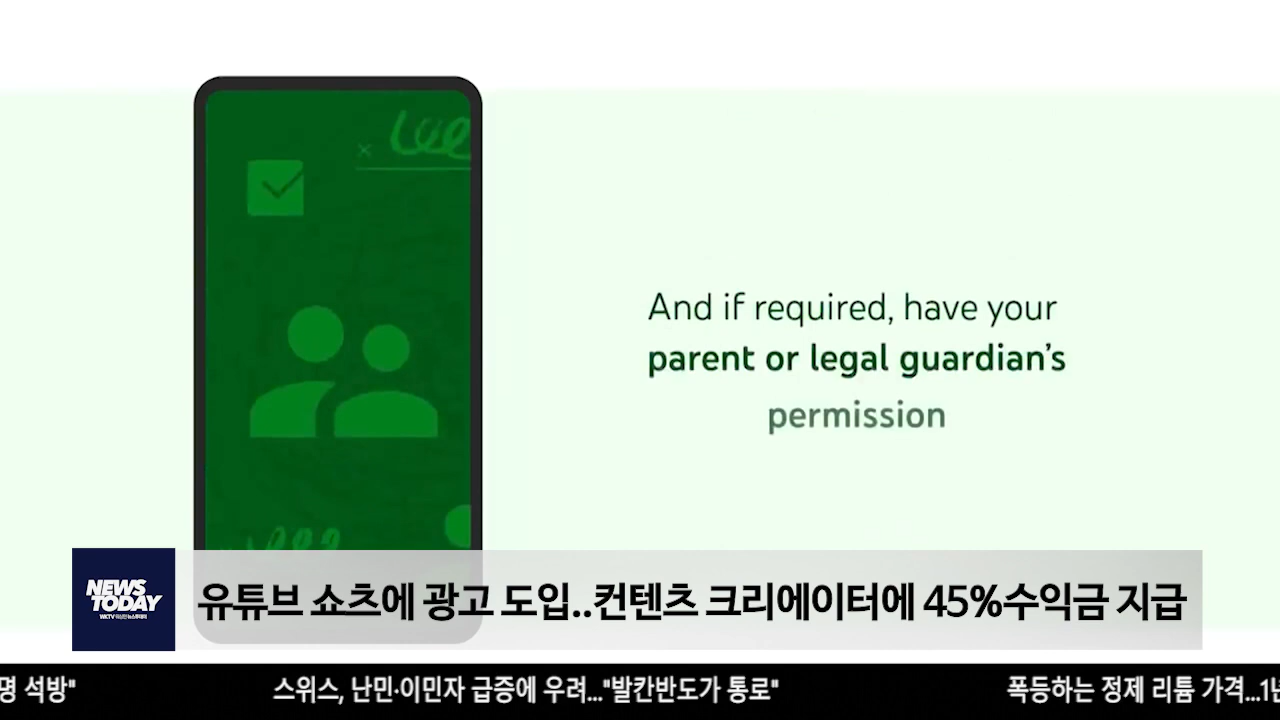 And if required, have your
parent or legal guardian's
permission
NEWS
TODAY
유튜브 쇼츠에 광고 도입..컨텐츠 크리에이터에 45%수익금 지급
명 석방" 스위스, 난민·이민자 급증에 우려..."발칸반도가 통로" 폭등하는 정제 리튬 가격...1년